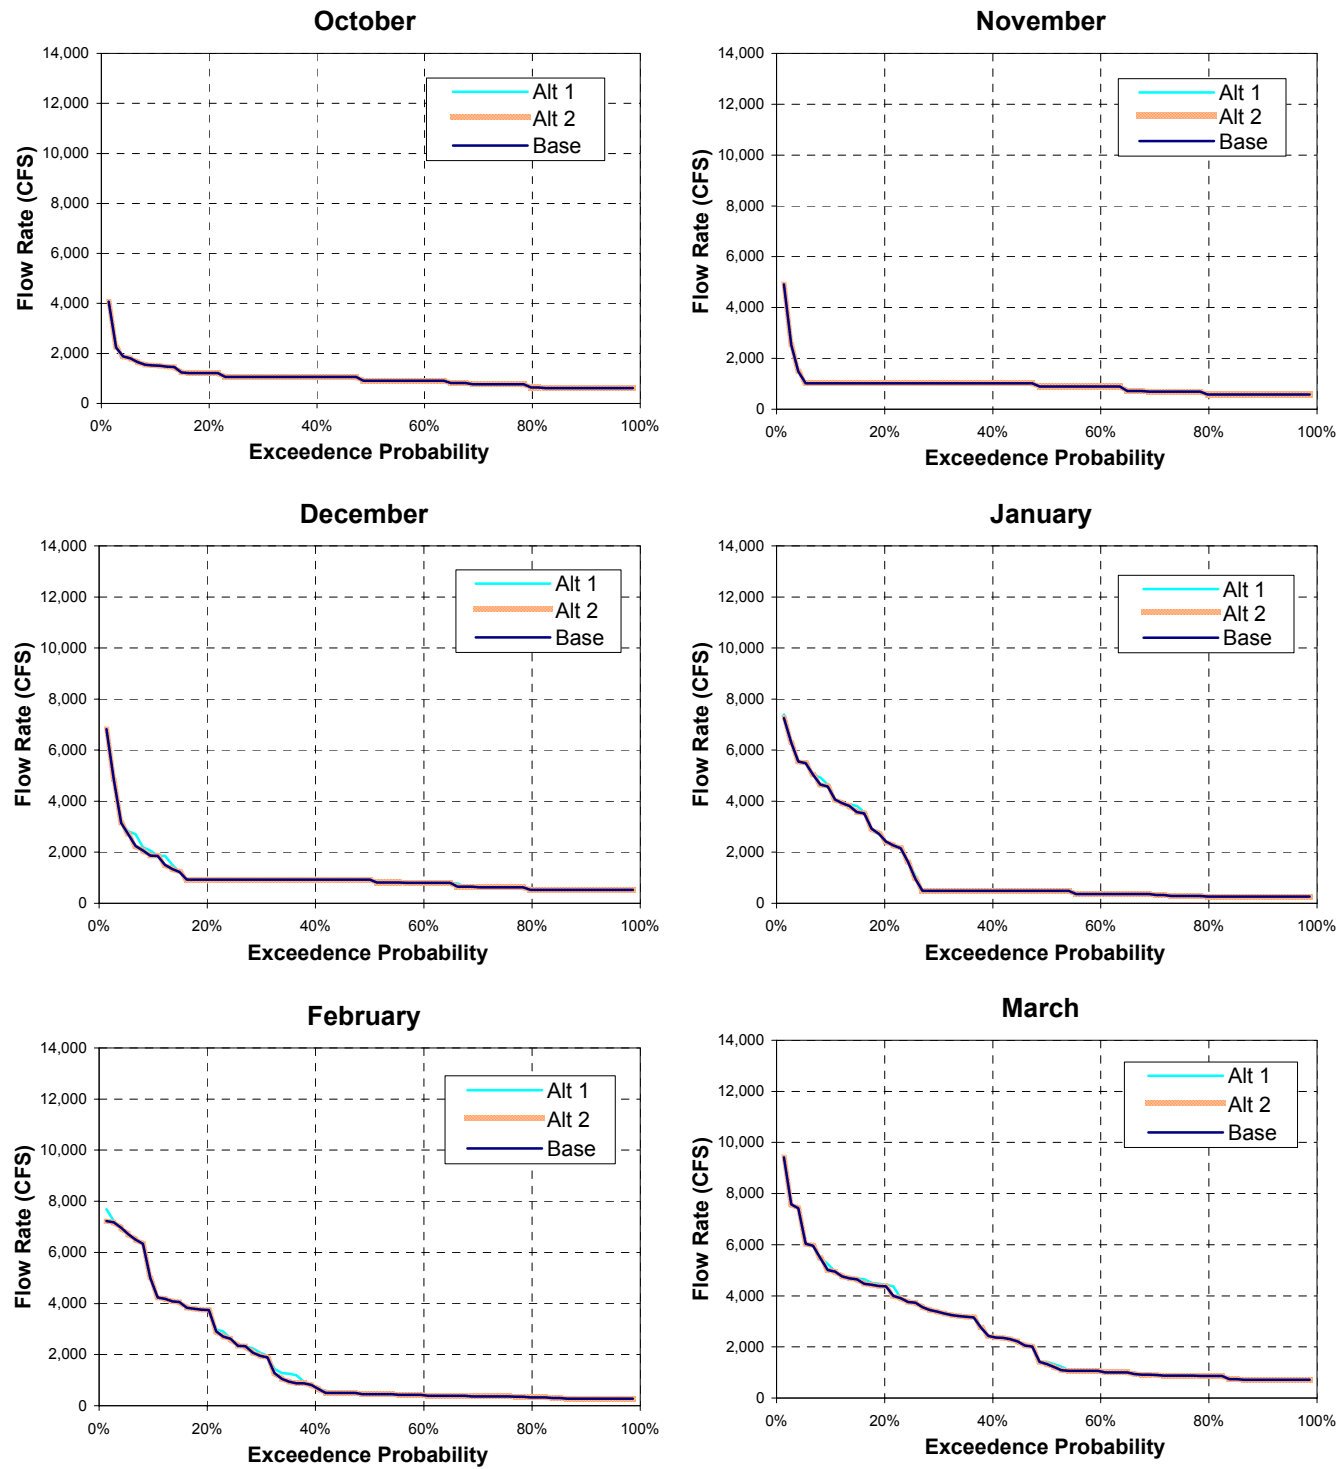 October
14,000
12,000
10,000
8,000
6,000
4,000
2,000
0
Flow Rate (CFS)
Alt 1
Alt 2
Base
0% 20% 40% 60% 80% 100%
Exceedence Probability
November
14,000
12,000
10,000
8,000
6,000
4,000
2,000
0
Flow Rate (CFS)
Alt 1
Alt 2
Base
0% 20% 40% 60% 80% 100%
Exceedence Probability
December
14,000
12,000
10,000
8,000
6,000
4,000
2,000
0
Flow Rate (CFS)
Alt 1
Alt 2
Base
0% 20% 40% 60% 80% 100%
Exceedence Probability
January
14,000
12,000
10,000
8,000
6,000
4,000
2,000
0
Flow Rate (CFS)
Alt 1
Alt 2
Base
0% 20% 40% 60% 80% 100%
Exceedence Probability
February
14,000
12,000
10,000
8,000
6,000
4,000
2,000
0
Flow Rate (CFS)
Alt 1
Alt 2
Base
0% 20% 40% 60% 80% 100%
Exceedence Probability
March
14,000
12,000
10,000
8,000
6,000
4,000
2,000
0
Flow Rate (CFS)
Alt 1
Alt 2
Base
0% 20% 40% 60% 80% 100%
Exceedence Probability